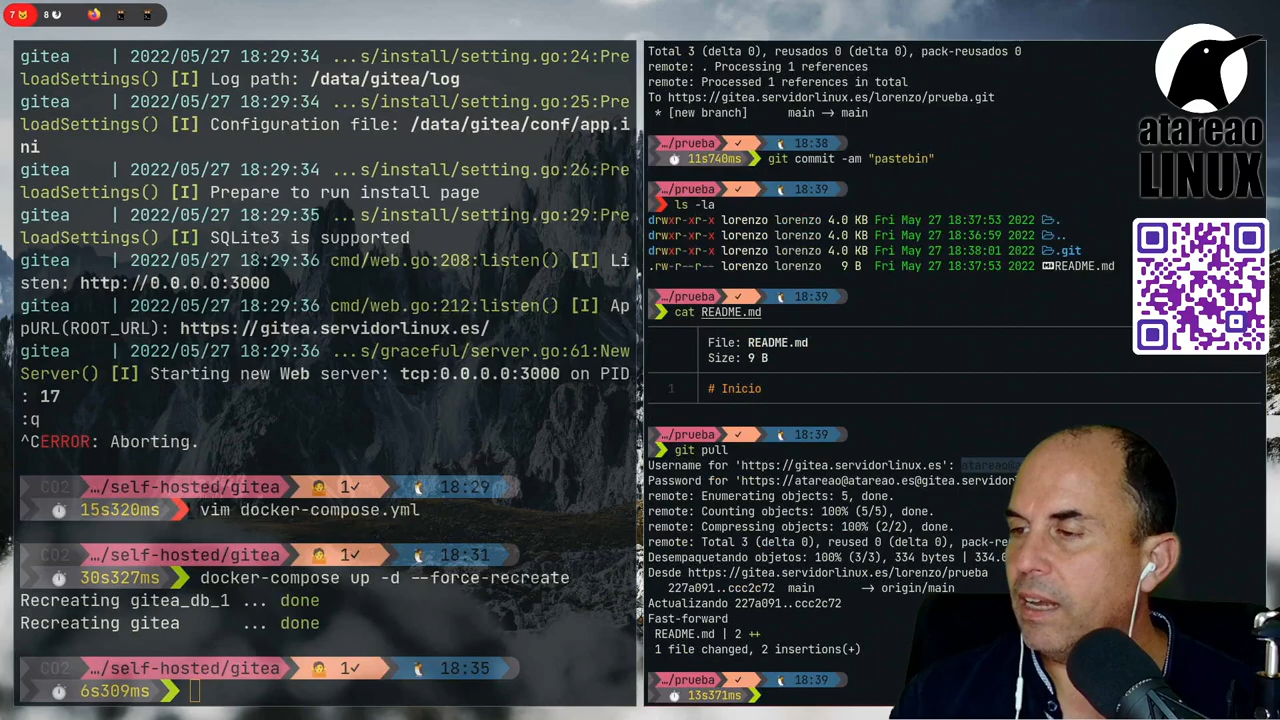 7 8
gitea | 2022/05/27 18:29:34 ...s/install/setting.go:24:Pre
loadSettings() [I] Log path: /data/gitea/log
gitea | 2022/05/27 18:29:34 ...s/install/setting.go:25:Pre
loadSettings() [I] Configuration file: /data/gitea/conf/app.i
ni
gitea | 2022/05/27 18:29:34 ...s/install/setting.go:26:Pre
loadSettings() [I] Prepare to run install page
gitea | 2022/05/27 18:29:35 ...s/install/setting.go:29:Pre
loadSettings() [I] SQLite3 is supported
gitea | 2022/05/27 18:29:36 cmd/web.go:208:listen() [I] Li
sten: http://0.0.0.0:3000
gitea | 2022/05/27 18:29:36 cmd/web.go:212:listen() [I] Ap
pURL(ROOT_URL): https://gitea.servidorlinux.es/
gitea | 2022/05/27 18:29:36 ...s/graceful/server.go:61:New
Server() [I] Starting new Web server: tcp:0.0.0.0:3000 on PID
: 17
:q
^CERROR: Aborting.
CO2 …/self-hosted/gitea 1✓ 18:29
15s320ms vim docker-compose.yml
CO2 …/self-hosted/gitea 1✓ 18:31
30s327ms docker-compose up -d --force-recreate
Recreating gitea_db_1 ... done
Recreating gitea ... done
CO2 …/self-hosted/gitea 1✓ 18:35
6s309ms
Total 3 (delta 0), reusados 0 (delta 0), pack-reusados 0
remote: . Processing 1 references
remote: Processed 1 references in total
To https://gitea.servidorlinux.es/lorenzo/prueba.git
* [new branch] main → main
…/prueba ✓ 18:38
11s740ms git commit -am "pastebin"
…/prueba ✓ 18:39
ls -la
drwxr-xr-x lorenzo lorenzo 4.0 KB Fri May 27 18:37:53 2022 .
drwxr-xr-x lorenzo lorenzo 4.0 KB Fri May 27 18:36:59 2022 ..
drwxr-xr-x lorenzo lorenzo 4.0 KB Fri May 27 18:38:01 2022 .git
.rw-r--r-- lorenzo lorenzo 9 B Fri May 27 18:37:53 2022 README.md
…/prueba ✓ 18:39
cat README.md
File: README.md
Size: 9 B
1 # Inicio
…/prueba ✓ 18:39
git pull
Username for 'https://gitea.servidorlinux.es': atareao@a
Password for 'https://atareao@atareao.es@gitea.servidor
remote: Enumerating objects: 5, done.
remote: Counting objects: 100% (5/5), done.
remote: Compressing objects: 100% (2/2), done.
remote: Total 3 (delta 0), reused 0 (delta 0), pack-re
Desempaquetando objetos: 100% (3/3), 334 bytes | 334.0
Desde https://gitea.servidorlinux.es/lorenzo/prueba
227a091..ccc2c72 main → origin/main
Actualizando 227a091..ccc2c72
Fast-forward
README.md | 2 ++
1 file changed, 2 insertions(+)
…/prueba ✓ 18:39
13s371ms
atareao
LINUX